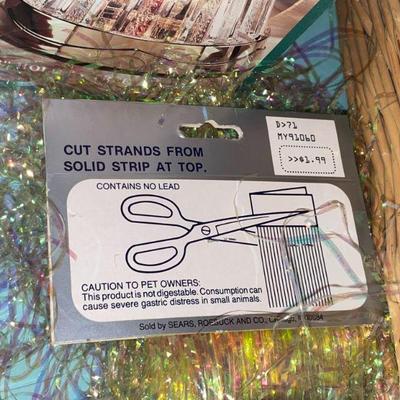 D>71
MY91060
>>$1.99
CUT STRANDS FROM
SOLID STRIP AT TOP.
CONTAINS NO LEAD
CAUTION TO PET OWNERS:
This product is not digestable. Consumption can
cause severe gastric distress in small animals.
Sold by SEARS, ROEBUCK AND CO.,